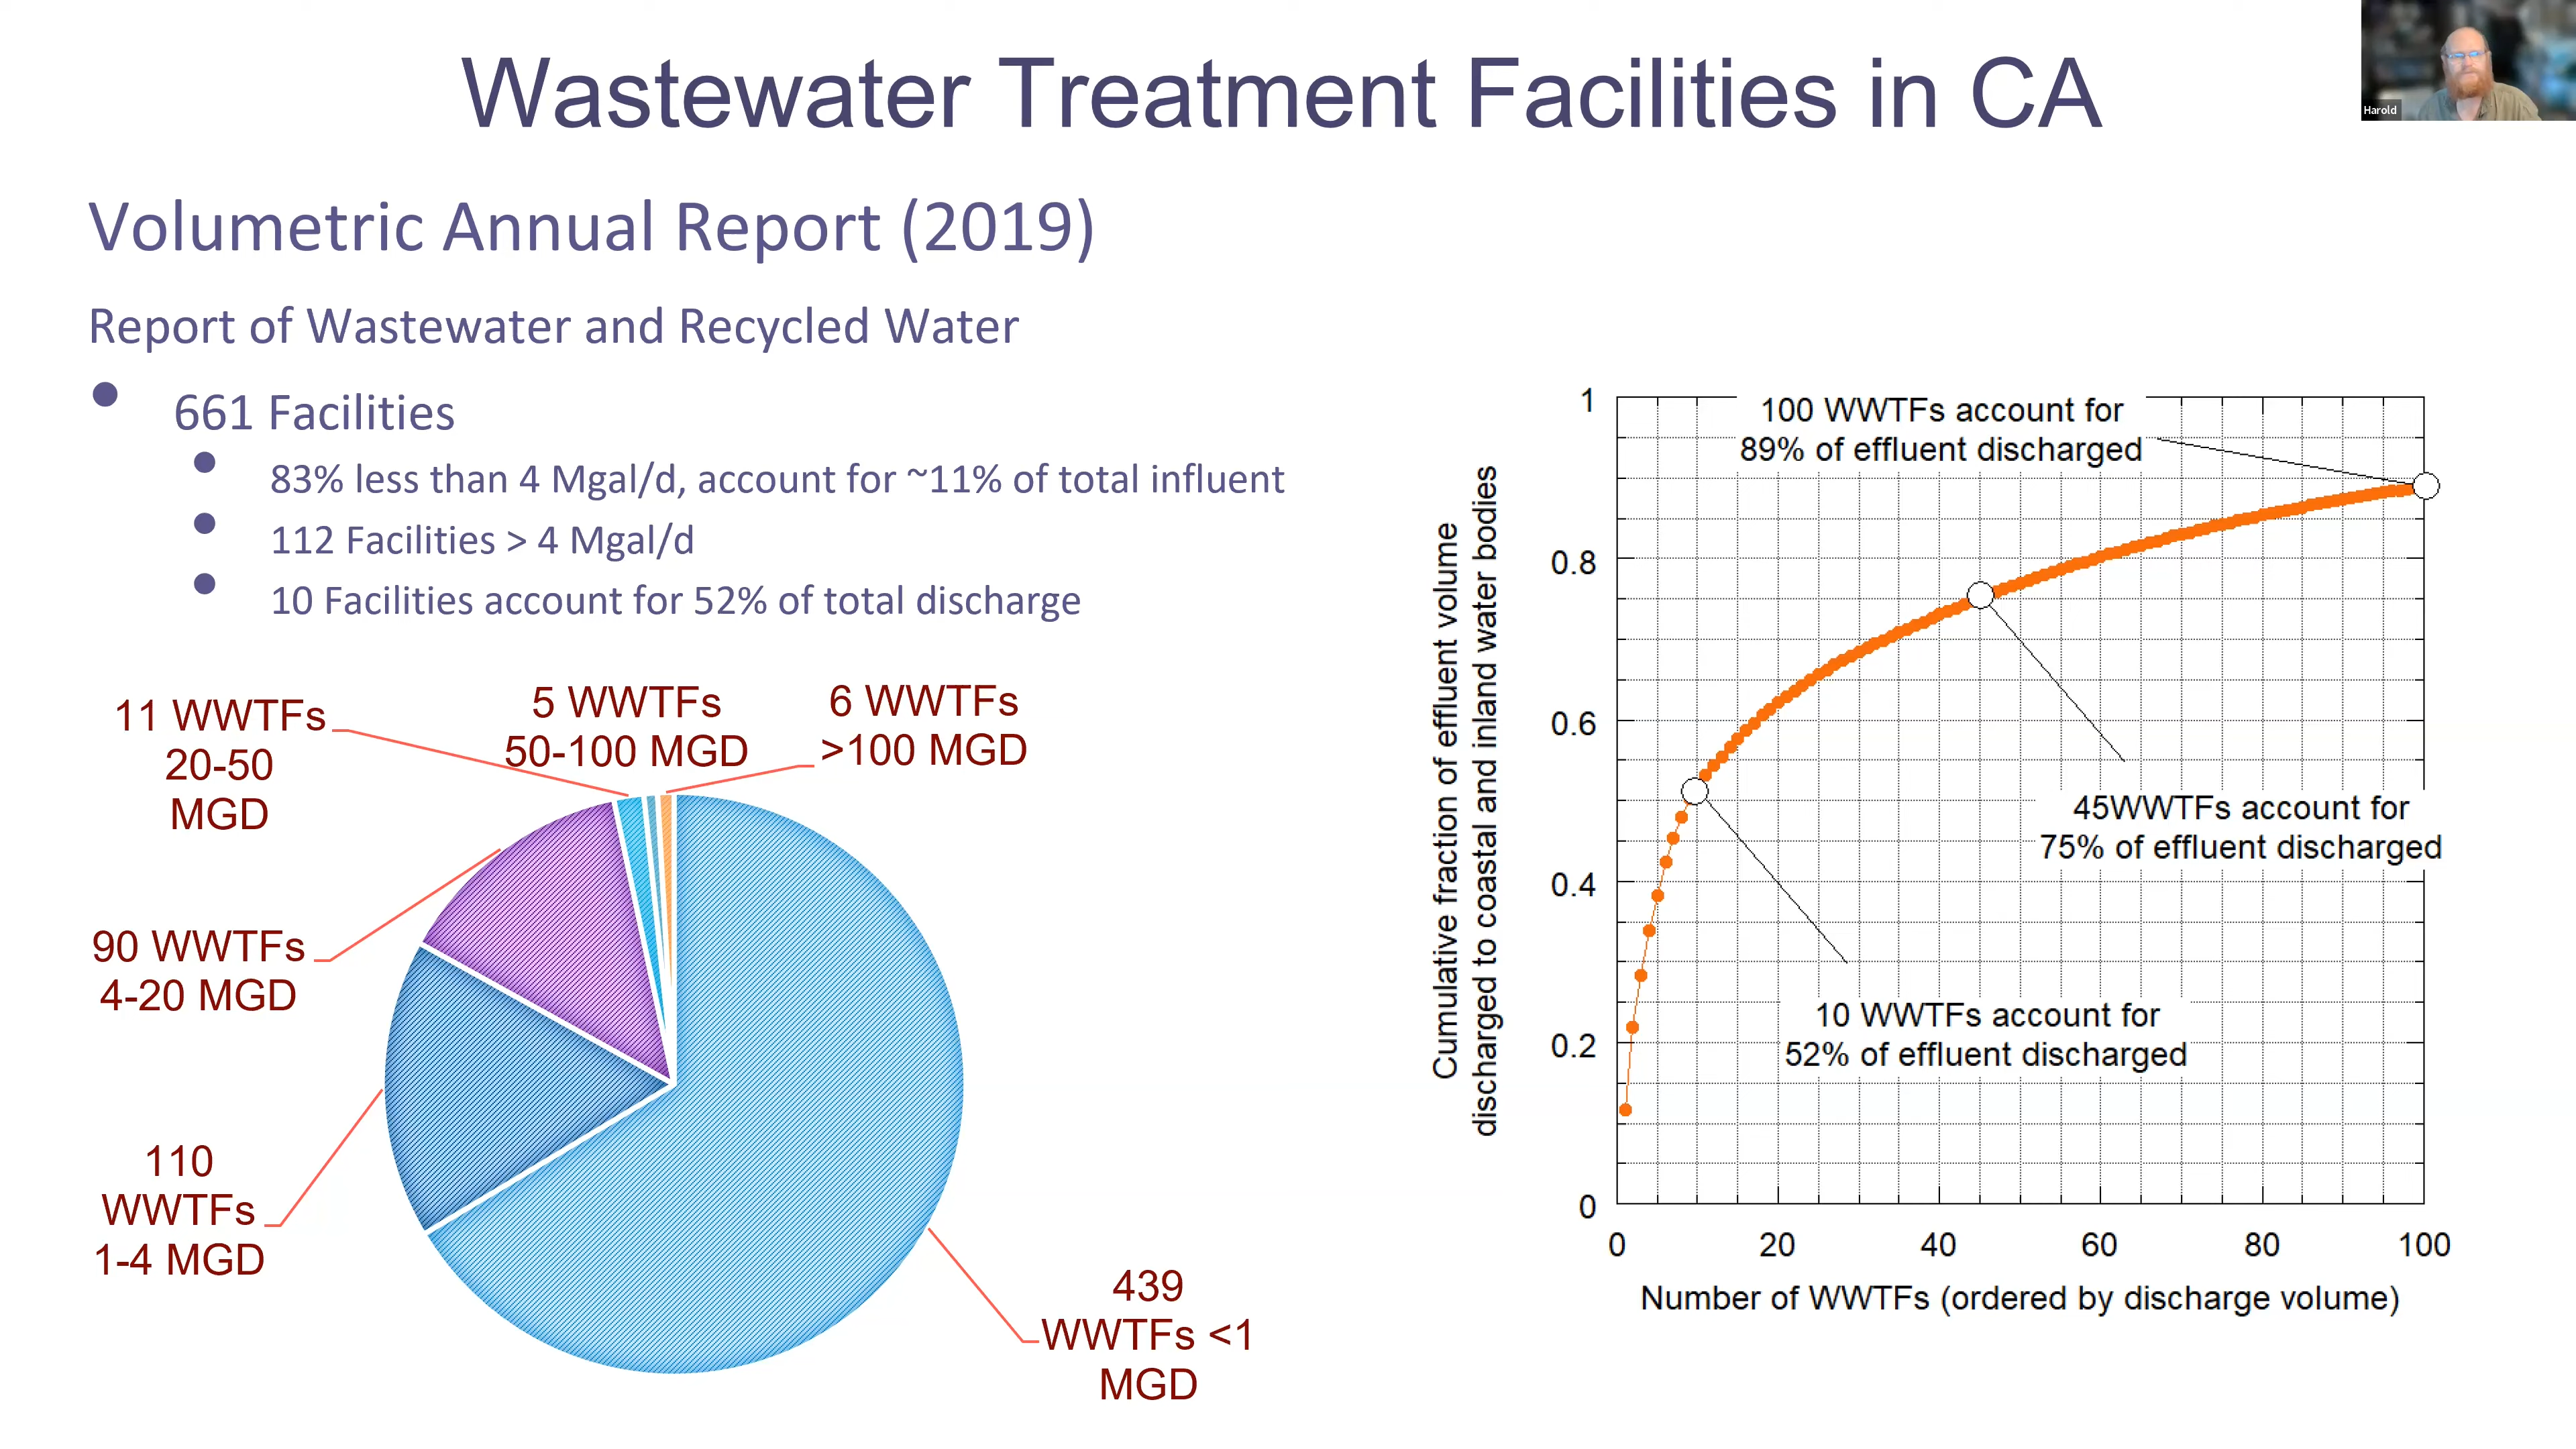 Wastewater Treatment Facilities in CA
Harold
Volumetric Annual Report (2019)
Report of Wastewater and Recycled Water
661 Facilities
83% less than 4 Mgal/d, account for ~11% of total influent
112 Facilities > 4 Mgal/d
10 Facilities account for 52% of total discharge
11 WWTFs
20-50
MGD
5 WWTFs
50-100 MGD
6 WWTFs
>100 MGD
90 WWTFs
4-20 MGD
110
WWTFs
1-4 MGD
439
WWTFs <1
MGD
Cumulative fraction of effluent volume
discharged to coastal and inland water bodies
1
0.8
0.6
0.4
0.2
0
100 WWTFs account for
89% of effluent discharged
45WWTFs account for
75% of effluent discharged
10 WWTFs account for
52% of effluent discharged
0 20 40 60 80 100
Number of WWTFs (ordered by discharge volume)